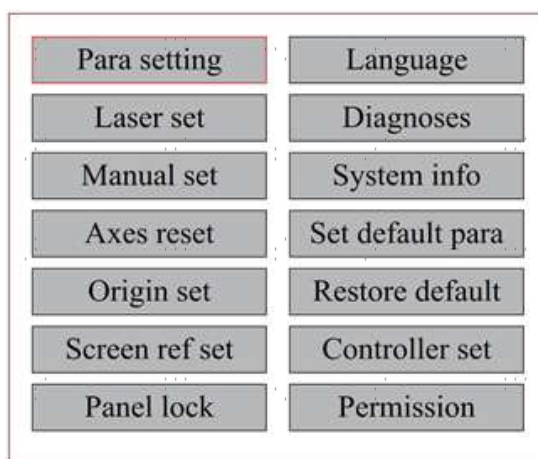 Para setting
Language
Laser set
Diagnoses
Manual set
System info
Axes reset
Set default para
Origin set
Restore default
Screen ref set
Controller set
Panel lock
Permission